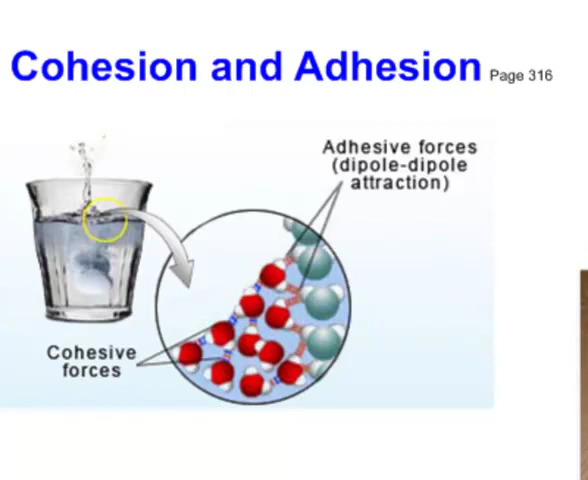 Cohesion and Adhesion Page 316
Adhesive forces
(dipole-dipole
attraction)
Cohesive
forces